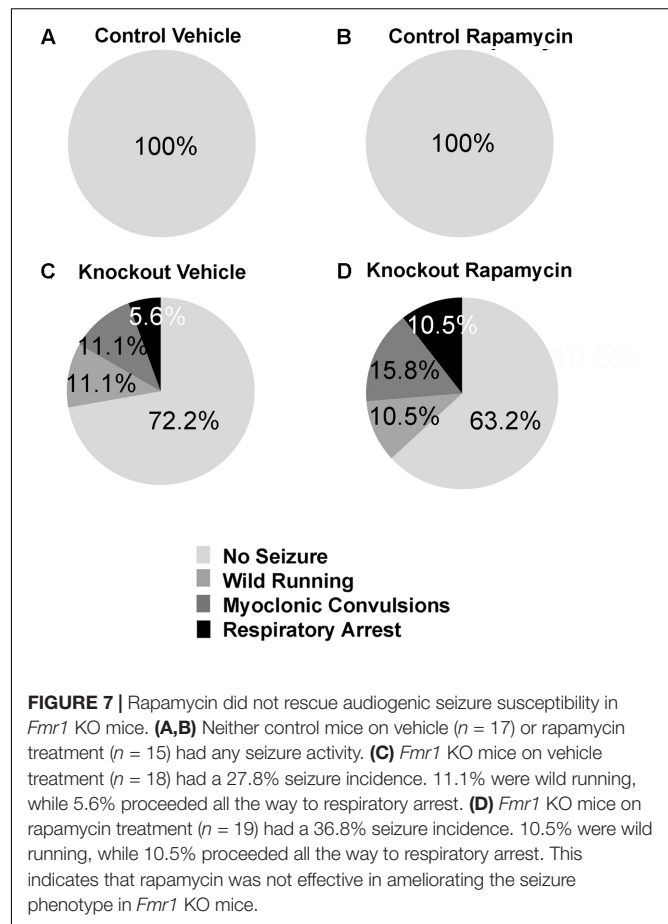 A Control Vehicle
B Control Rapamycin
100%
100%
C Knockout Vehicle
D Knockout Rapamycin
5.6%
11.1%
11.1%
72.2%
10.5%
15.8%
10.5%
63.2%
10.5%
No Seizure
Wild Running
Myoclonic Convulsions
Respiratory Arrest
FIGURE 7 | Rapamycin did not rescue audiogenic seizure susceptibility in
Fmr1 KO mice. (A,B) Neither control mice on vehicle (n = 17) or rapamycin
treatment (n = 15) had any seizure activity. (C) Fmr1 KO mice on vehicle
treatment (n = 18) had a 27.8% seizure incidence. 11.1% were wild running,
while 5.6% proceeded all the way to respiratory arrest. (D) Fmr1 KO mice on
rapamycin treatment (n = 19) had a 36.8% seizure incidence. 10.5% were wild
running, while 10.5% proceeded all the way to respiratory arrest. This
indicates that rapamycin was not effective in ameliorating the seizure
phenotype in Fmr1 KO mice.